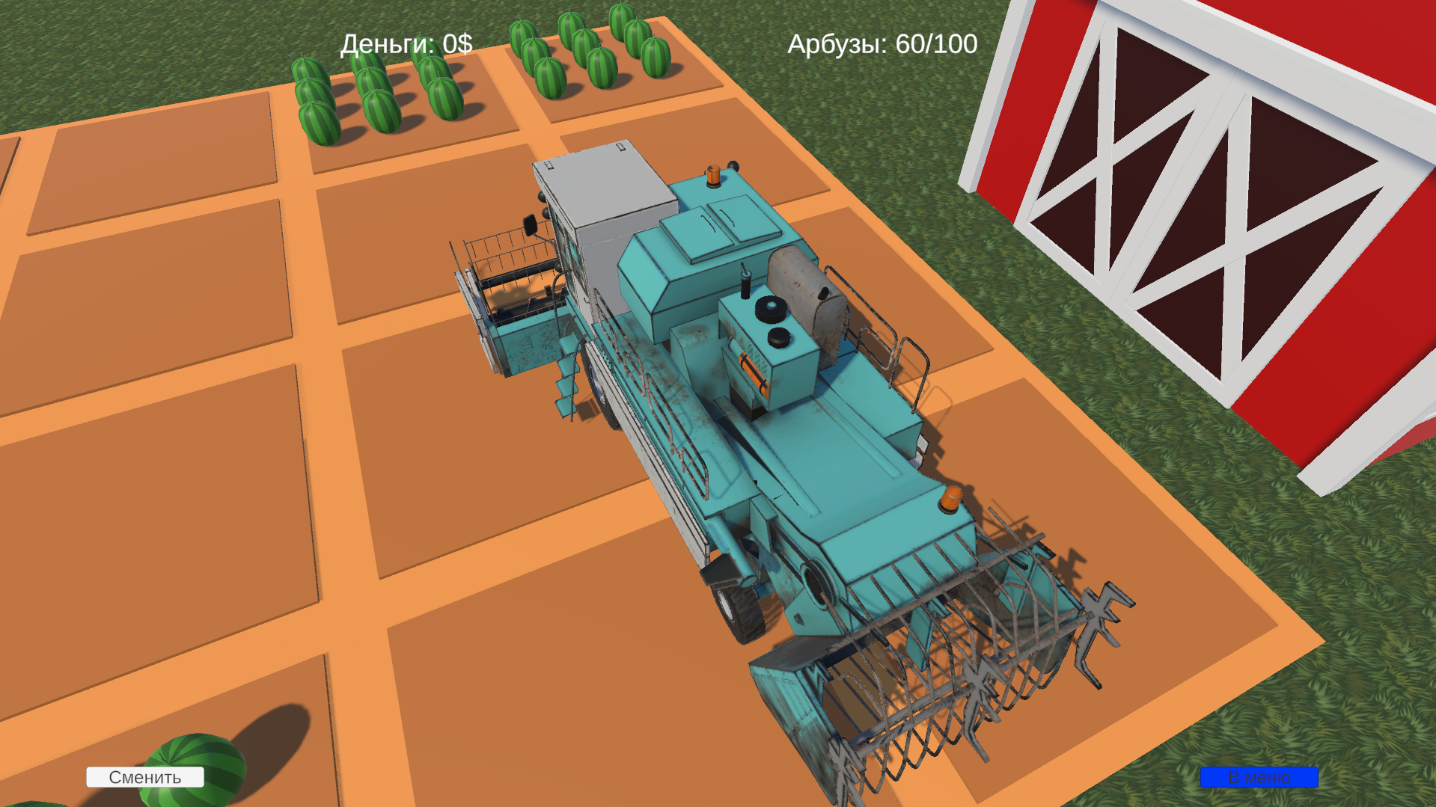 Деньги: 0$
Арбузы: 60/100
Сменить
В меню